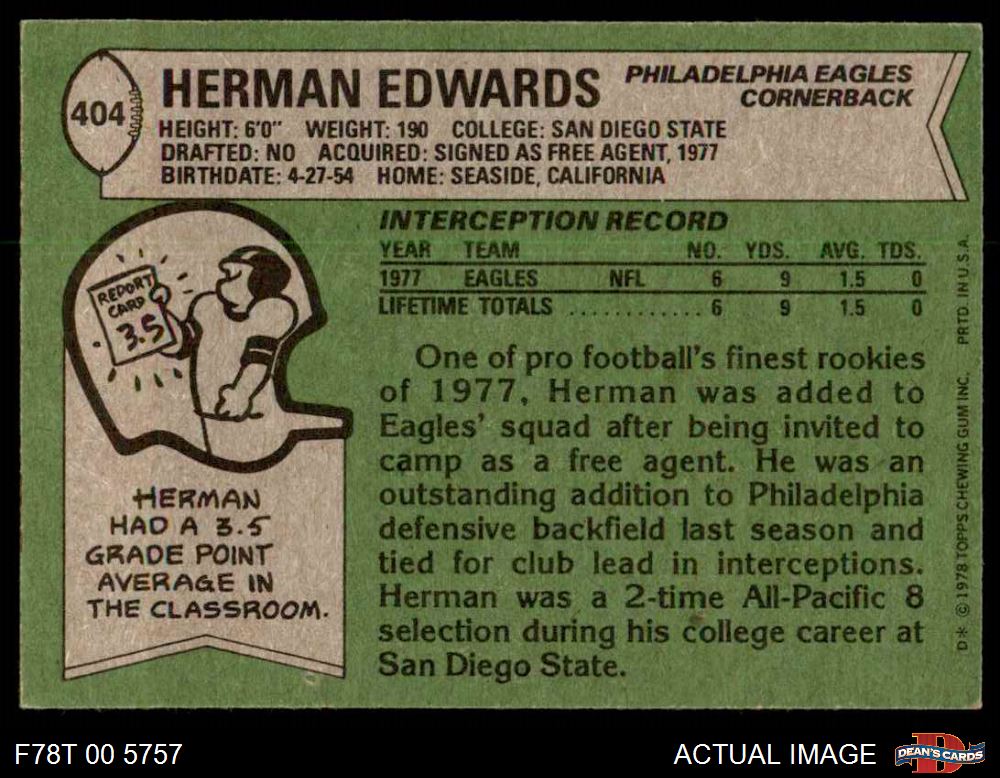 404
HERMAN EDWARDS
PHILADELPHIA EAGLES
CORNERBACK
HEIGHT: 6'0" WEIGHT: 190 COLLEGE: SAN DIEGO STATE
DRAFTED: NO ACQUIRED: SIGNED AS FREE AGENT, 1977
BIRTHDATE: 4-27-54 HOME: SEASIDE, CALIFORNIA
REPORT
CARD
3.5
HERMAN
HAD A 3.5
GRADE POINT
AVERAGE IN
THE CLASSROOM.
INTERCEPTION RECORD
YEAR TEAM NO. YDS. AVG. TDS.
1977 EAGLES NFL 6 9 1.5 0
LIFETIME TOTALS ............ 6 9 1.5 0
One of pro football's finest rookies
of 1977, Herman was added to
Eagles' squad after being invited to
camp as a free agent. He was an
outstanding addition to Philadelphia
defensive backfield last season and
tied for club lead in interceptions.
Herman was a 2-time All-Pacific 8
selection during his college career at
San Diego State.
D* © 1978 TOPPS CHEWING GUM INC. PRTD. IN U.S.A.
F78T 00 5757
ACTUAL IMAGE
D
DEAN'S CARDS